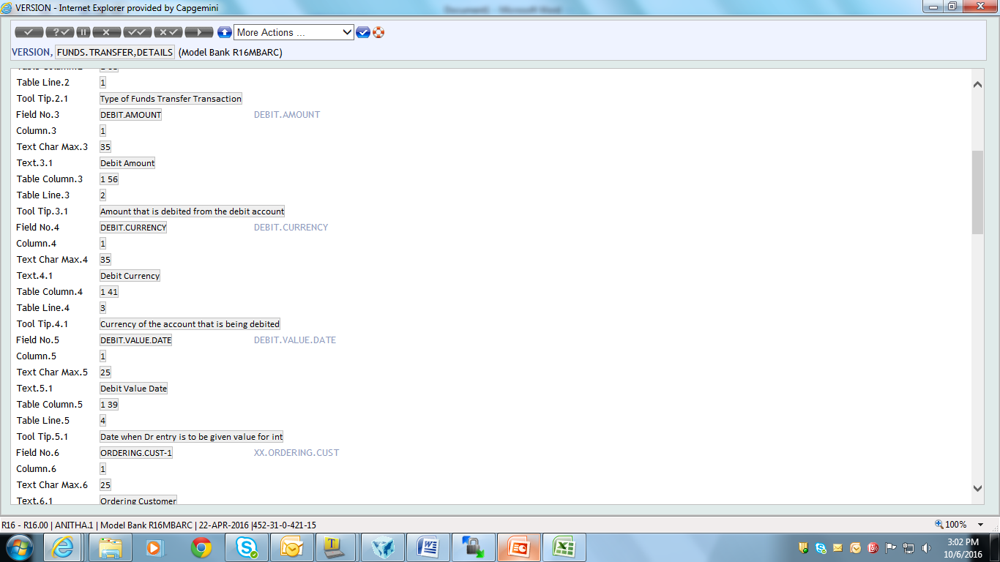 VERSION - Internet Explorer provided by Capgemini
More Actions ...
VERSION, FUNDS.TRANSFER,DETAILS (Model Bank R16MBARC)
Table Line.2 1
Tool Tip.2.1 Type of Funds Transfer Transaction
Field No.3 DEBIT.AMOUNT DEBIT.AMOUNT
Column.3 1
Text Char Max.3 35
Text.3.1 Debit Amount
Table Column.3 1 56
Table Line.3 2
Tool Tip.3.1 Amount that is debited from the debit account
Field No.4 DEBIT.CURRENCY DEBIT.CURRENCY
Column.4 1
Text Char Max.4 35
Text.4.1 Debit Currency
Table Column.4 1 41
Table Line.4 3
Tool Tip.4.1 Currency of the account that is being debited
Field No.5 DEBIT.VALUE.DATE DEBIT.VALUE.DATE
Column.5 1
Text Char Max.5 25
Text.5.1 Debit Value Date
Table Column.5 1 39
Table Line.5 4
Tool Tip.5.1 Date when Dr entry is to be given value for int
Field No.6 ORDERING.CUST-1 XX.ORDERING.CUST
Column.6 1
Text Char Max.6 25
Text.6.1 Ordering Customer
R16 - R16.00 | ANITHA.1 | Model Bank R16MBARC | 22-APR-2016 |452-31-0-421-15
100%
3:02 PM
10/6/2016